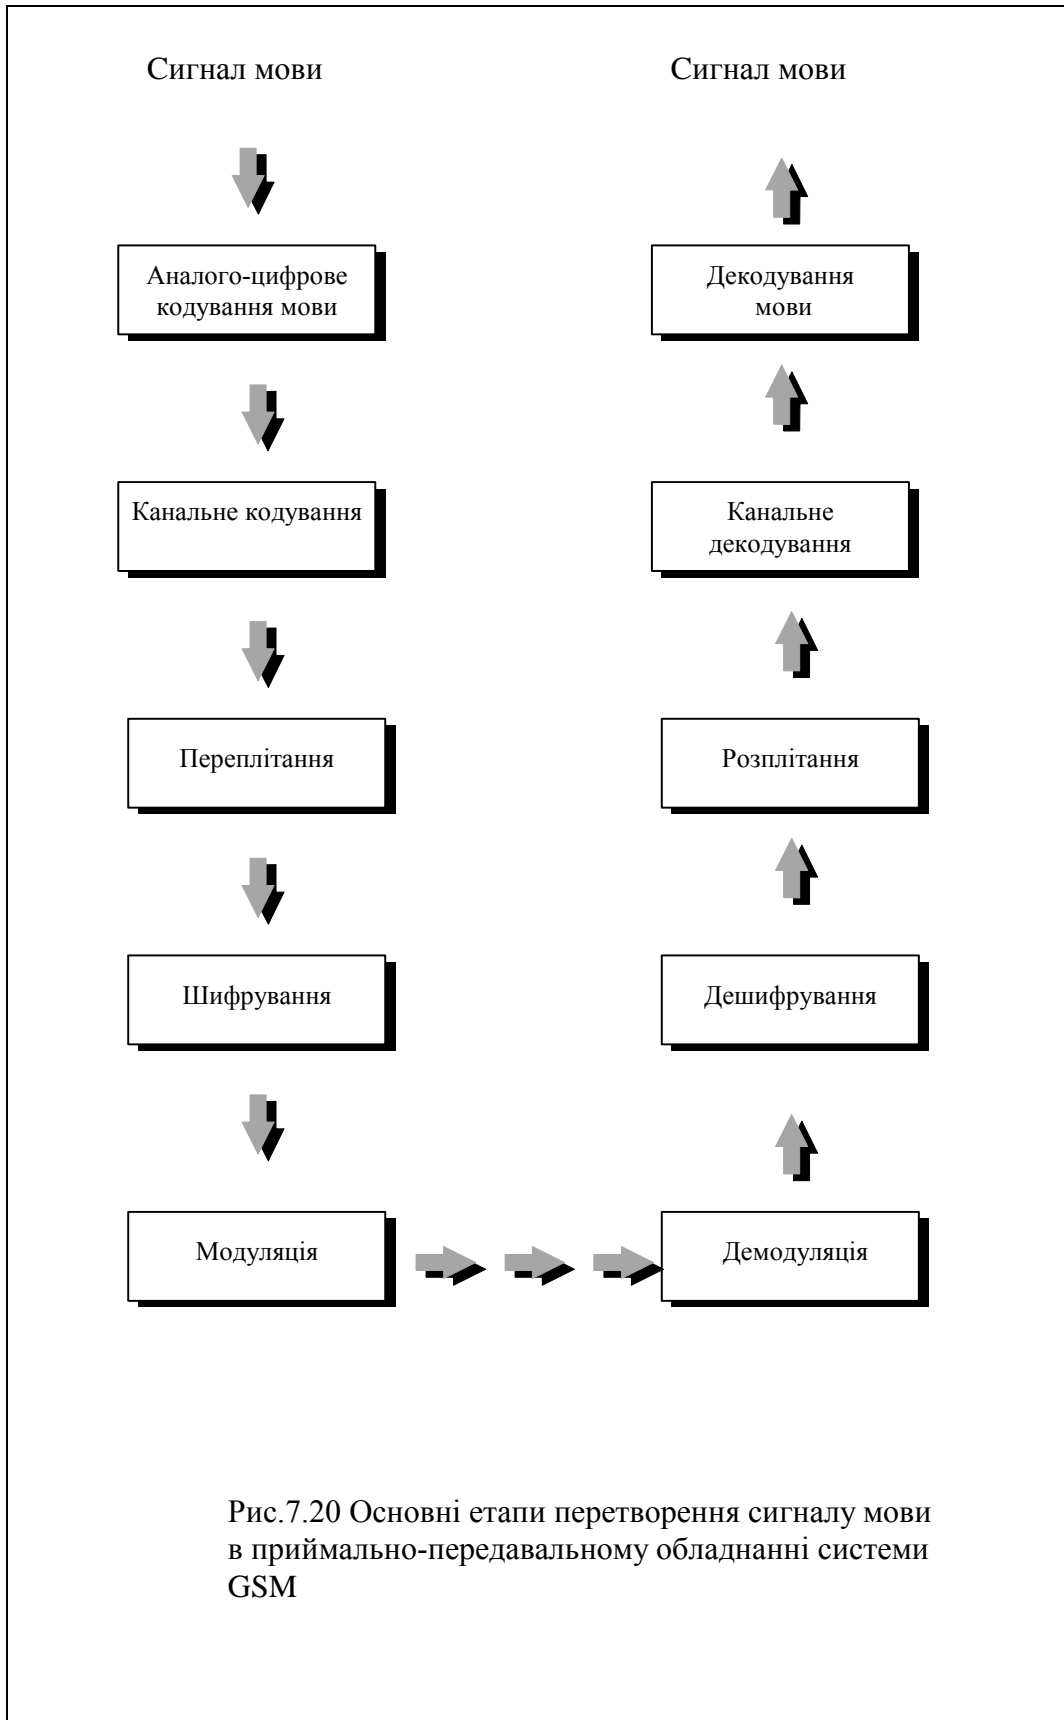 Сигнал мови
Сигнал мови
Аналого-цифрове
кодування мови
Декодування
мови
Канальне кодування
Канальне
декодування
Переплітання
Розплітання
Шифрування
Дешифрування
Модуляція
Демодуляція
Рис.7.20 Основні етапи перетворення сигналу мови
в приймально-передавальному обладнанні системи
GSM